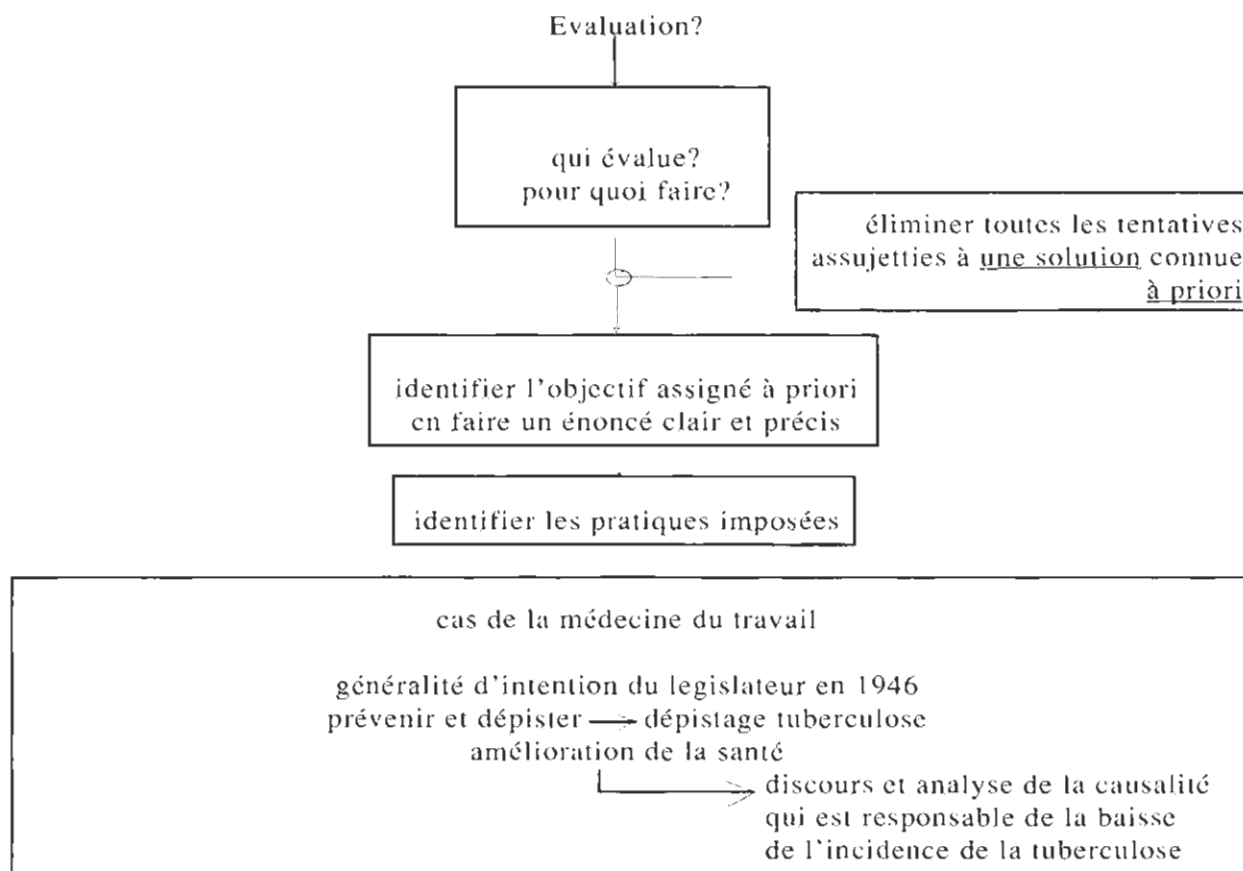 Evaluation?
qui évalue?
pour quoi faire?
éliminer toutes les tentatives
assujetties à une solution connue
à priori
identifier l'objectif assigné à priori
en faire un énoncé clair et précis
identifier les pratiques imposées
cas de la médecine du travail
généralité d'intention du legislateur en 1946
prévenir et dépister → dépistage tuberculose
amélioration de la santé
discours et analyse de la causalité
qui est responsable de la baisse
de l'incidence de la tuberculose